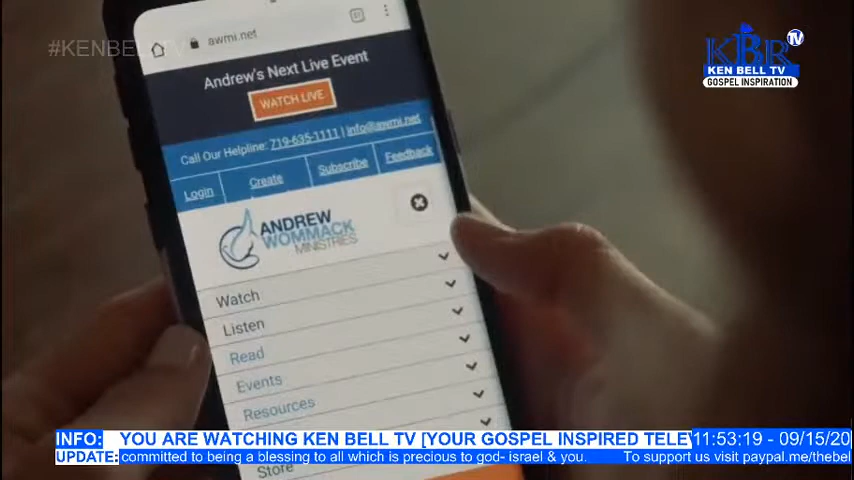 #KENBELLTV
KBR TV
KEN BELL TV
GOSPEL INSPIRATION
awmi.net
Andrew's Next Live Event
WATCH LIVE
Call Our Helpline: 719-635-1111 | info@awmi.net
Login Create Subscribe Feedback
ANDREW
WOMMACK
MINISTRIES
Watch
Listen
Read
Events
Resources
Store
INFO: YOU ARE WATCHING KEN BELL TV [YOUR GOSPEL INSPIRED TELEV 11:53:19 - 09/15/20
UPDATE: committed to being a blessing to all which is precious to god- israel & you. To support us visit paypal.me/thebel